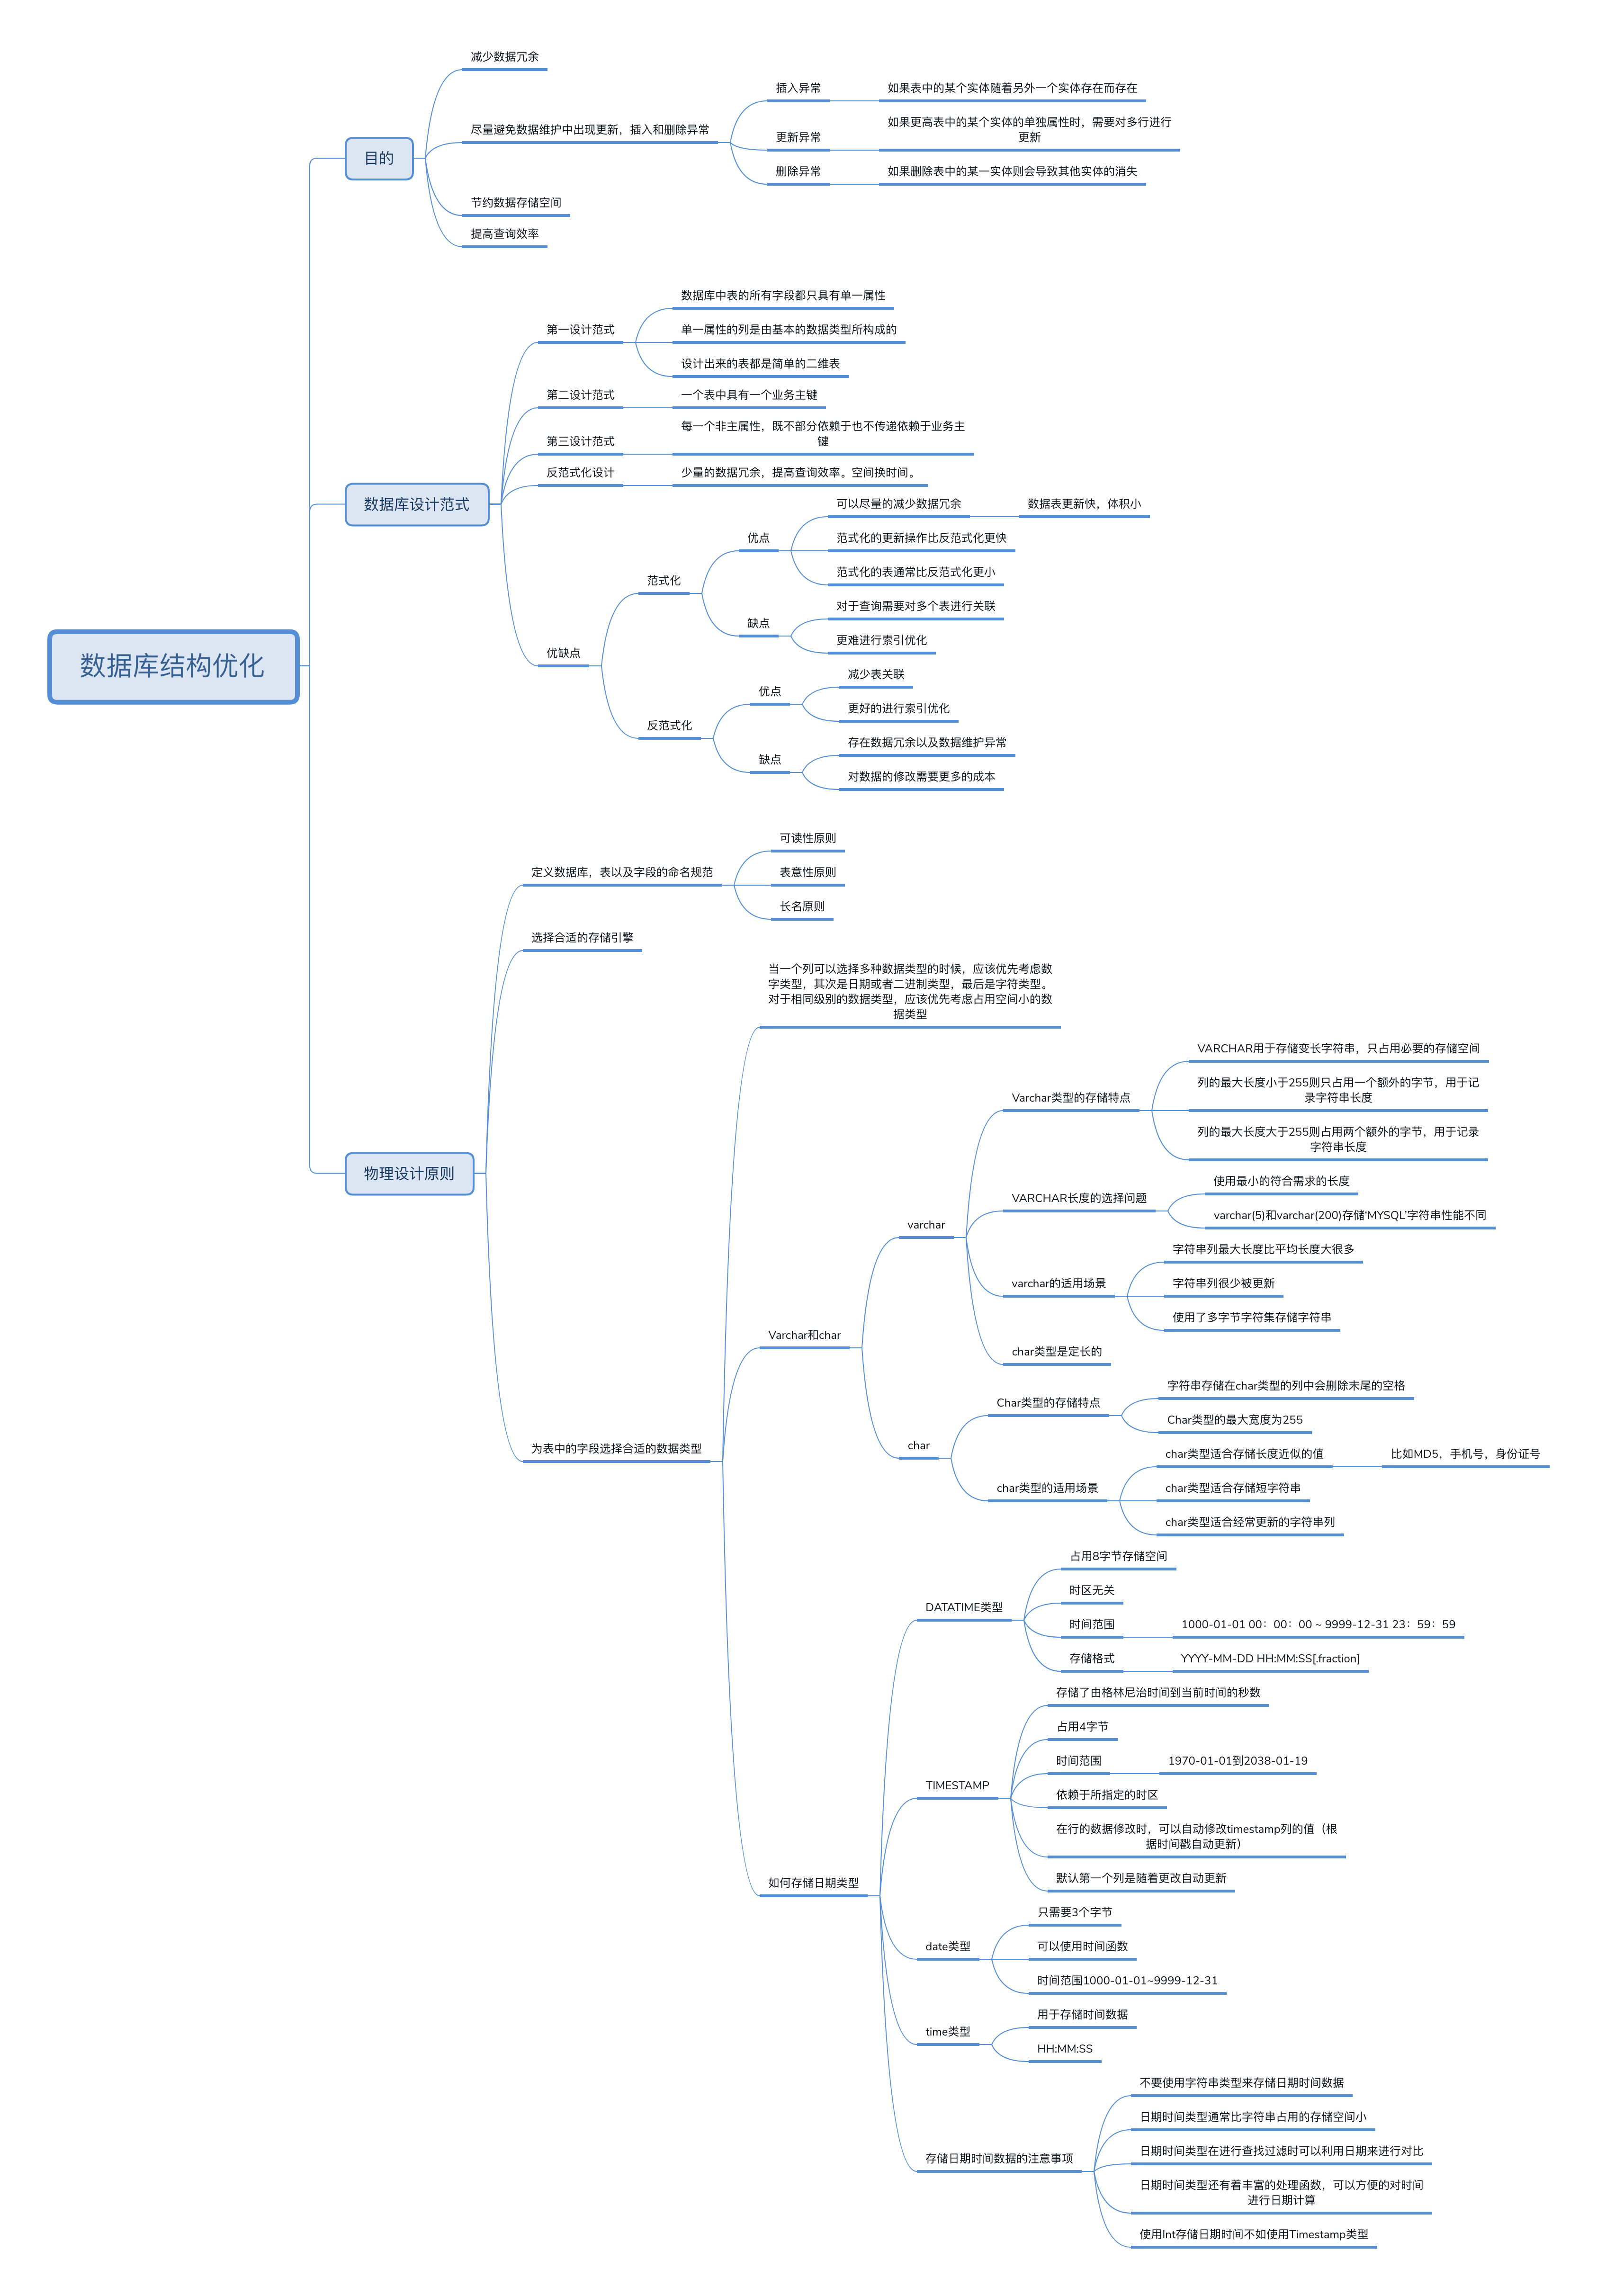 数据库结构优化
目的
减少数据冗余
尽量避免数据维护中出现更新，插入和删除异常
插入异常
如果表中的某个实体随着另外一个实体存在而存在
更新异常
如果更高表中的某个实体的单独属性时，需要对多行进行
更新
删除异常
如果删除表中的某一实体则会导致其他实体的消失
节约数据存储空间
提高查询效率
数据库设计范式
第一设计范式
数据库中表的所有字段都只具有单一属性
单一属性的列是由基本的数据类型所构成的
设计出来的表都是简单的二维表
第二设计范式
一个表中具有一个业务主键
第三设计范式
每一个非主属性，既不部分依赖于也不传递依赖于业务主
键
反范式化设计
少量的数据冗余，提高查询效率。空间换时间。
优缺点
范式化
优点
可以尽量的减少数据冗余
数据表更新快，体积小
范式化的更新操作比反范式化更快
范式化的表通常比反范式化更小
缺点
对于查询需要对多个表进行关联
更难进行索引优化
反范式化
优点
减少表关联
更好的进行索引优化
缺点
存在数据冗余以及数据维护异常
对数据的修改需要更多的成本
物理设计原则
定义数据库，表以及字段的命名规范
可读性原则
表意性原则
长名原则
选择合适的存储引擎
为表中的字段选择合适的数据类型
当一个列可以选择多种数据类型的时候，应该优先考虑数
字类型，其次是日期或者二进制类型，最后是字符类型。
对于相同级别的数据类型，应该优先考虑占用空间小的数
据类型
Varchar和char
varchar
Varchar类型的存储特点
VARCHAR用于存储变长字符串，只占用必要的存储空间
列的最大长度小于255则只占用一个额外的字节，用于记
录字符串长度
列的最大长度大于255则占用两个额外的字节，用于记录
字符串长度
VARCHAR长度的选择问题
使用最小的符合需求的长度
varchar(5)和varchar(200)存储‘MYSQL’字符串性能不同
varchar的适用场景
字符串列最大长度比平均长度大很多
字符串列很少被更新
使用了多字节字符集存储字符串
char类型是定长的
char
Char类型的存储特点
字符串存储在char类型的列中会删除末尾的空格
Char类型的最大宽度为255
char类型的适用场景
char类型适合存储长度近似的值
比如MD5，手机号，身份证号
char类型适合存储短字符串
char类型适合经常更新的字符串列
如何存储日期类型
DATATIME类型
占用8字节存储空间
时区无关
时间范围
1000-01-01 00：00：00 ~ 9999-12-31 23：59：59
存储格式
YYYY-MM-DD HH:MM:SS[.fraction]
TIMESTAMP
存储了由格林尼治时间到当前时间的秒数
占用4字节
时间范围
1970-01-01到2038-01-19
依赖于所指定的时区
在行的数据修改时，可以自动修改timestamp列的值（根
据时间戳自动更新）
默认第一个列是随着更改自动更新
date类型
只需要3个字节
可以使用时间函数
时间范围1000-01-01~9999-12-31
time类型
用于存储时间数据
HH:MM:SS
存储日期时间数据的注意事项
不要使用字符串类型来存储日期时间数据
日期时间类型通常比字符串占用的存储空间小
日期时间类型在进行查找过滤时可以利用日期来进行对比
日期时间类型还有着丰富的处理函数，可以方便的对时间
进行日期计算
使用Int存储日期时间不如使用Timestamp类型